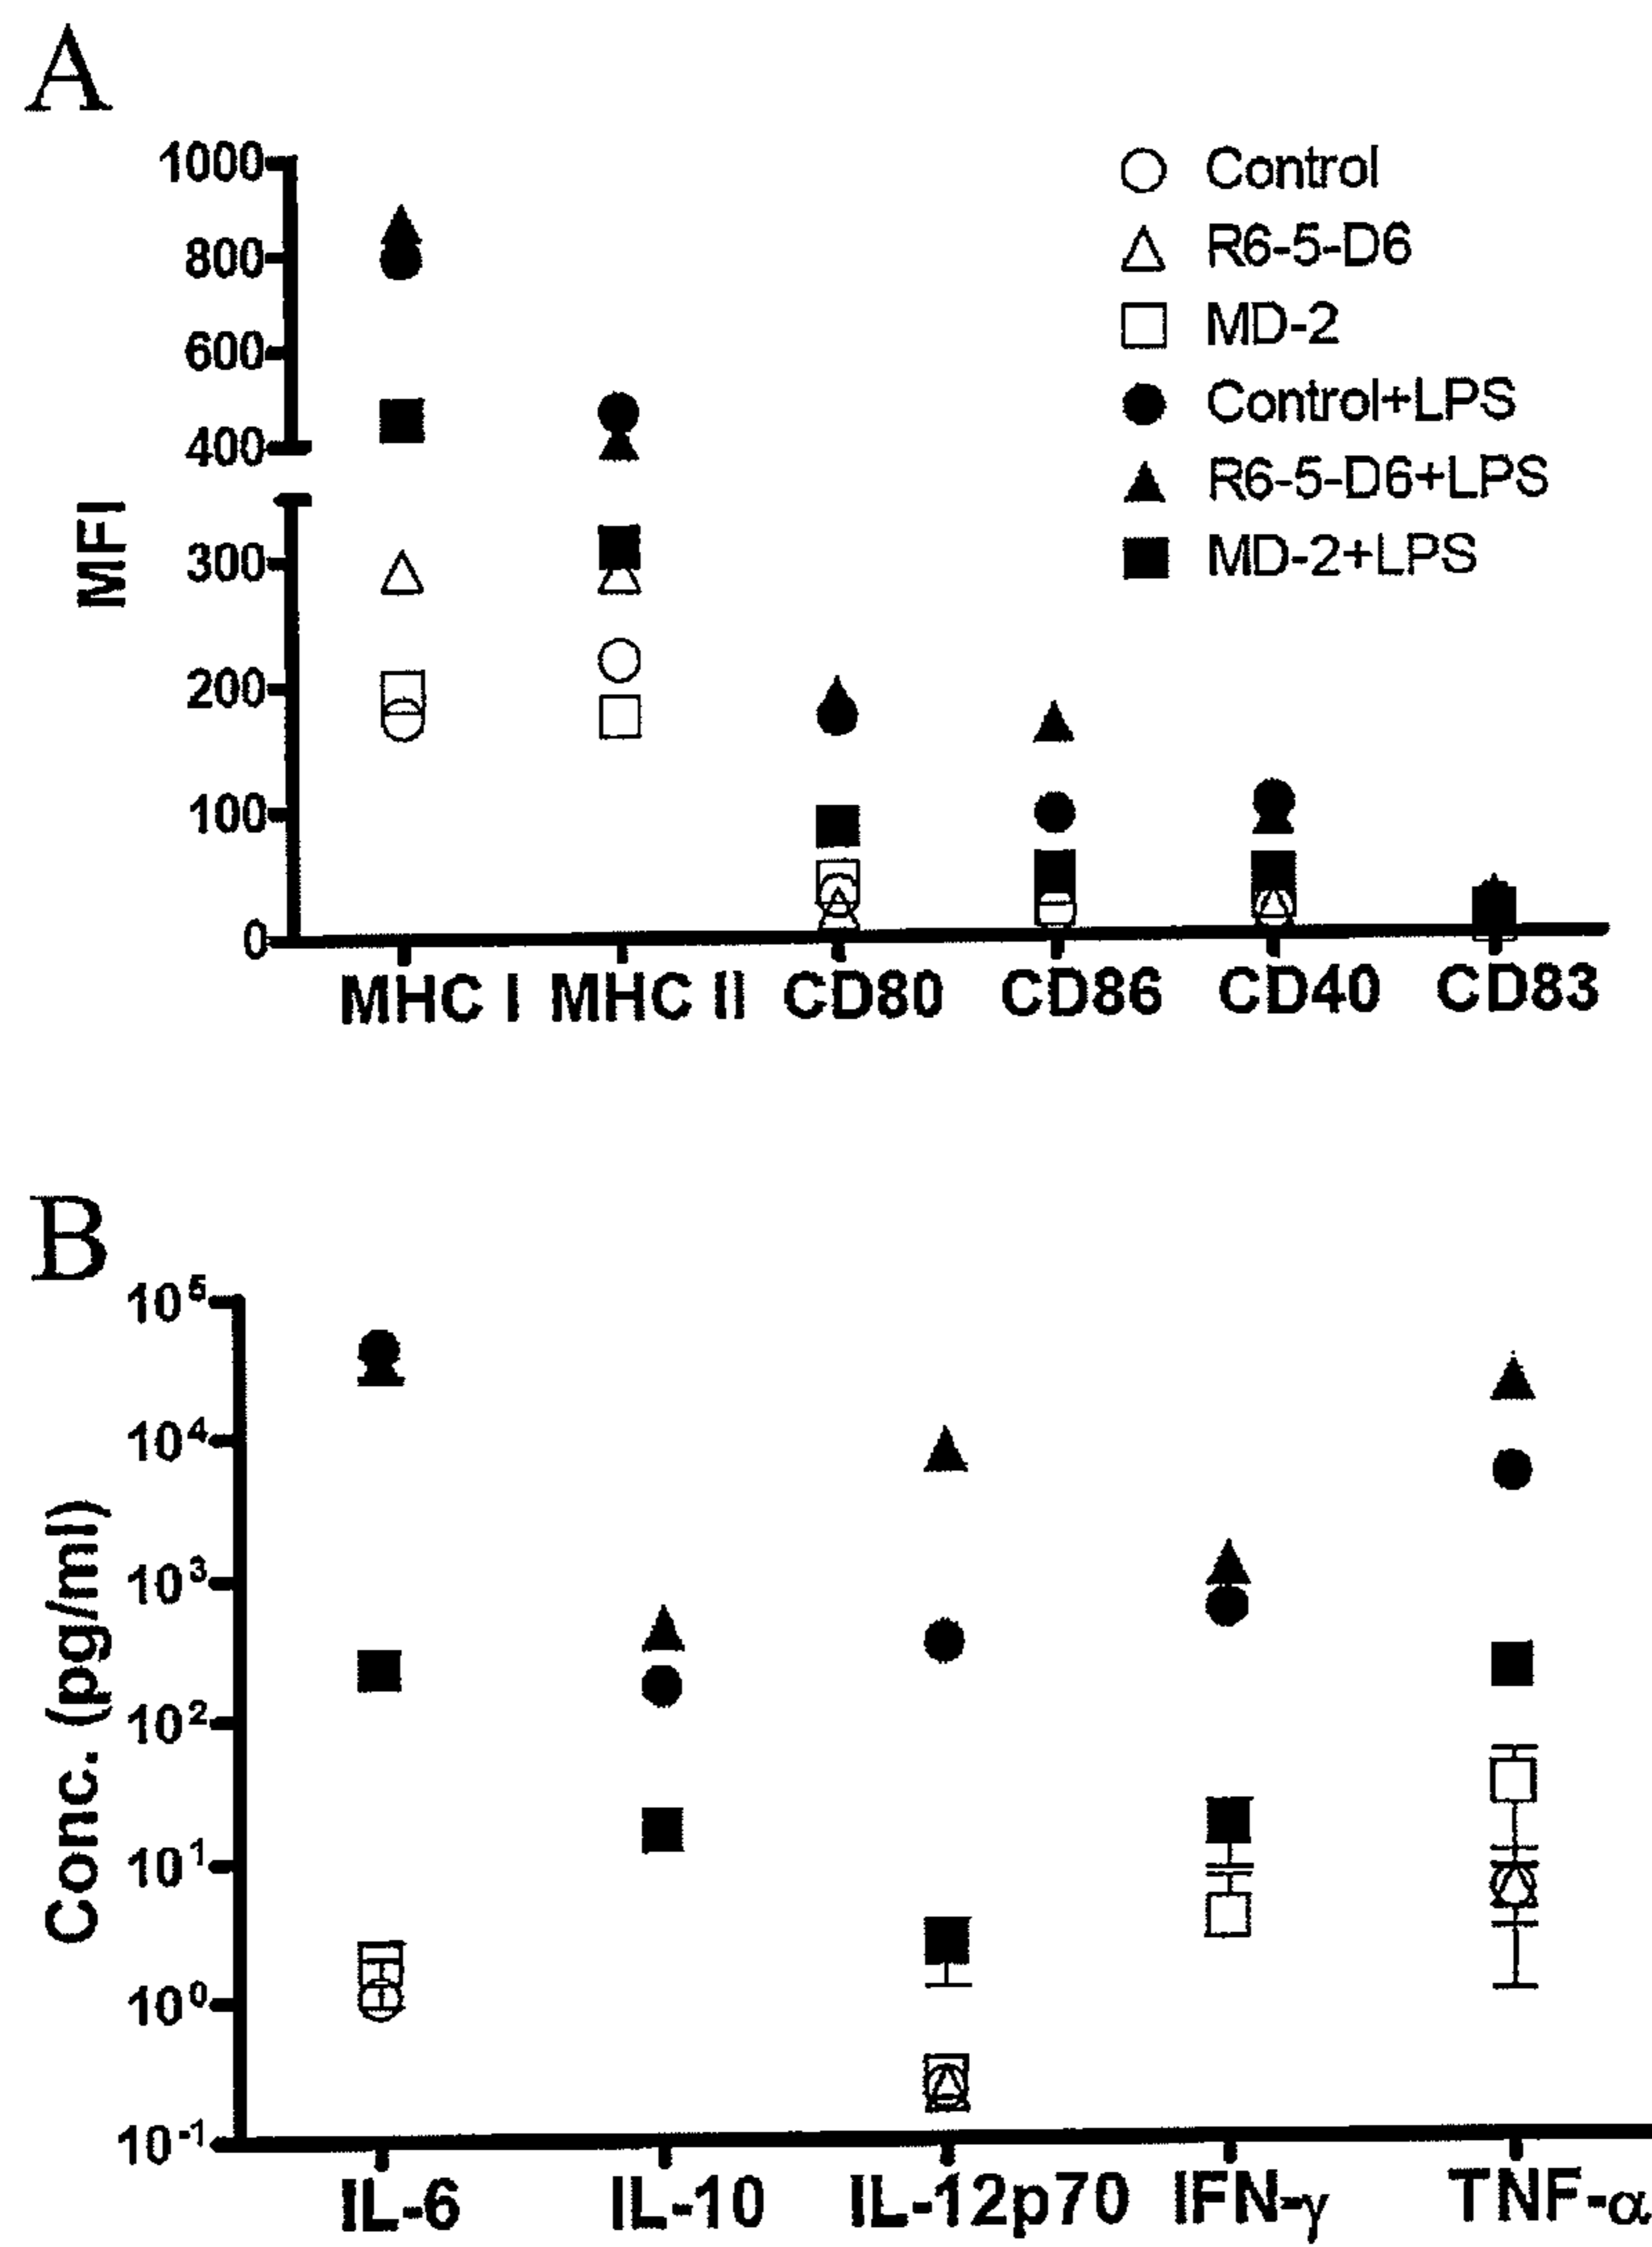 A
1000
800
600
400
300
200
100
0
MFI
Control
R6-5-D6
MD-2
Control+LPS
R6-5-D6+LPS
MD-2+LPS
MHC I MHC II CD80 CD86 CD40 CD83
B
10⁵
10⁴
10³
10²
10¹
10⁰
10⁻¹
Conc. (pg/ml)
IL-6 IL-10 IL-12p70 IFN-γ TNF-α